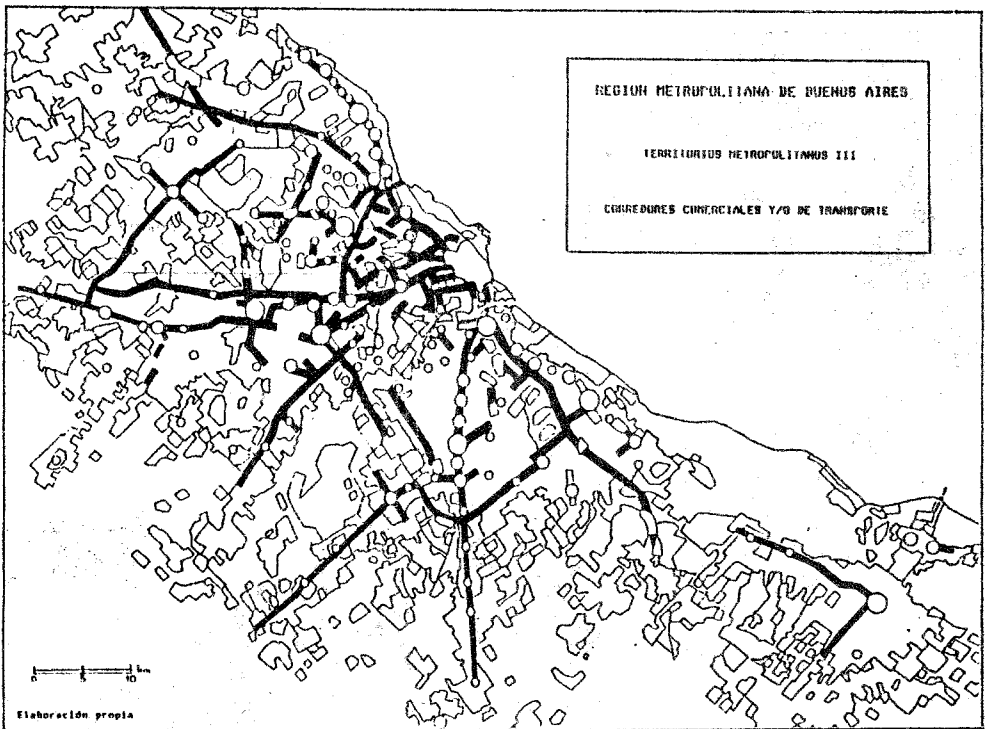 REGION METROPOLITANA DE BUENOS AIRES
TERRITORIOS METROPOLITANOS III
CORREDORES COMERCIALES Y/O DE TRANSPORTE
km
0 5 10
Elaboración propia